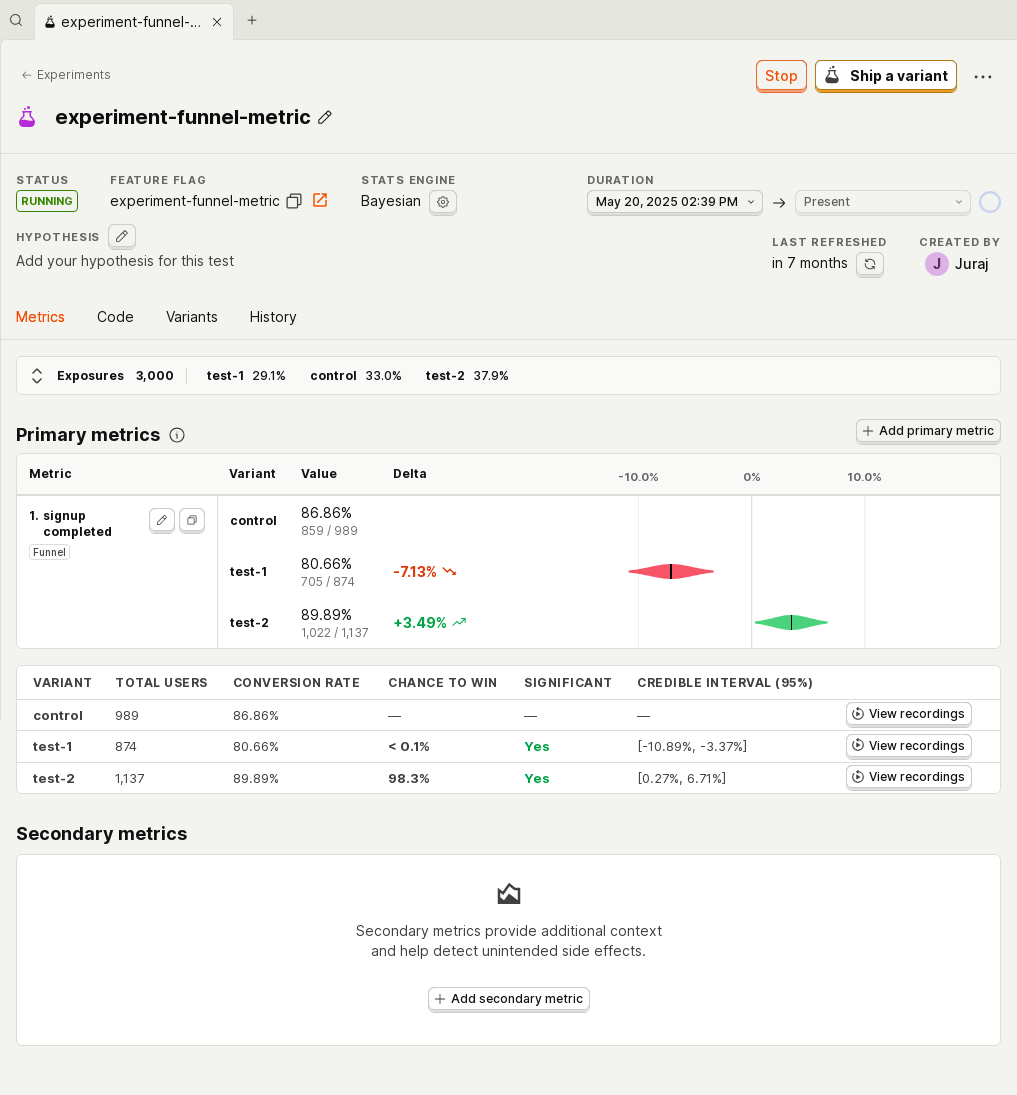 experiment-funnel-...
Experiments
Stop
Ship a variant
experiment-funnel-metric
STATUS
FEATURE FLAG
STATS ENGINE
DURATION
RUNNING
experiment-funnel-metric
Bayesian
May 20, 2025 02:39 PM
Present
HYPOTHESIS
LAST REFRESHED
CREATED BY
Add your hypothesis for this test
in 7 months
J
Juraj
Metrics
Code
Variants
History
Exposures 3,000
test-1 29.1%
control 33.0%
test-2 37.9%
Primary metrics
Add primary metric
Metric
Variant
Value
Delta
-10.0%
0%
10.0%
1. signup
completed
Funnel
control
86.86%
859 / 989
test-1
80.66%
705 / 874
-7.13%
test-2
89.89%
1,022 / 1,137
+3.49%
VARIANT TOTAL USERS CONVERSION RATE CHANCE TO WIN SIGNIFICANT CREDIBLE INTERVAL (95%)
control 989 86.86% — — — View recordings
test-1 874 80.66% < 0.1% Yes [-10.89%, -3.37%] View recordings
test-2 1,137 89.89% 98.3% Yes [0.27%, 6.71%] View recordings
Secondary metrics
Secondary metrics provide additional context
and help detect unintended side effects.
Add secondary metric